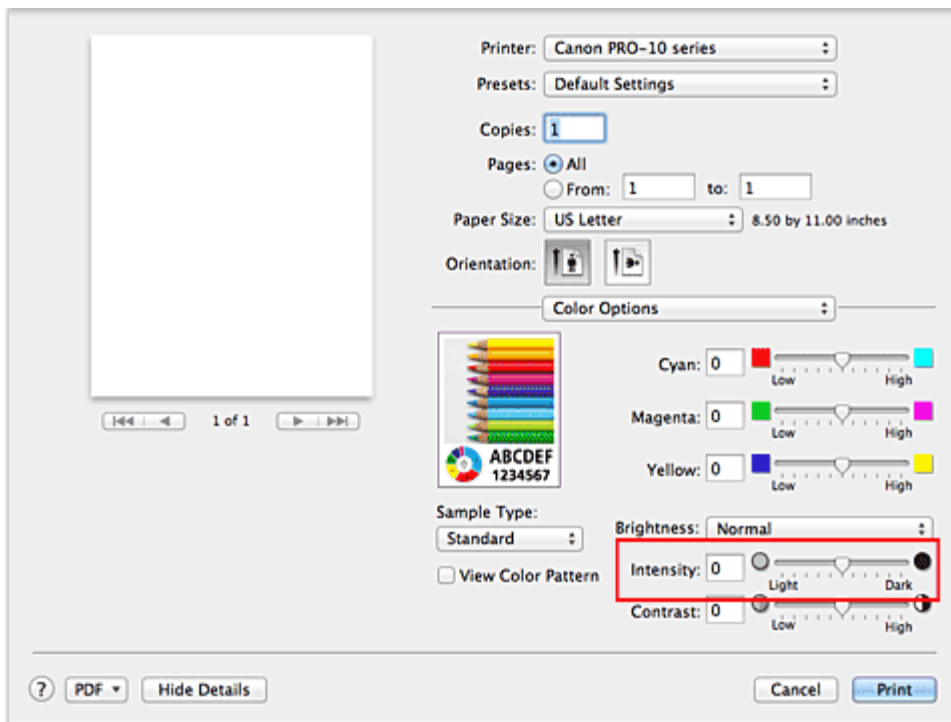 Printer: Canon PRO-10 series
Presets: Default Settings
Copies: 1
Pages: All
From: 1 to: 1
Paper Size: US Letter 8.50 by 11.00 inches
Orientation:
Color Options
1 of 1
ABCDEF
1234567
Cyan: 0
Low High
Magenta: 0
Low High
Yellow: 0
Low High
Sample Type:
Standard
View Color Pattern
Brightness: Normal
Intensity: 0
Light Dark
Contrast: 0
Low High
? PDF Hide Details Cancel Print